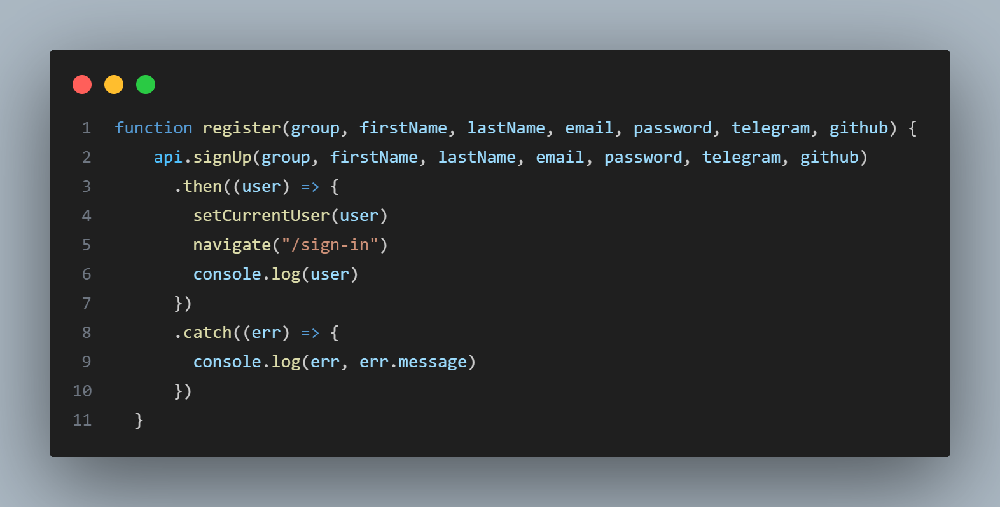 1 function register(group, firstName, lastName, email, password, telegram, github) {
2     api.signUp(group, firstName, lastName, email, password, telegram, github)
3       .then((user) => {
4         setCurrentUser(user)
5         navigate("/sign-in")
6         console.log(user)
7       })
8       .catch((err) => {
9         console.log(err, err.message)
10       })
11   }